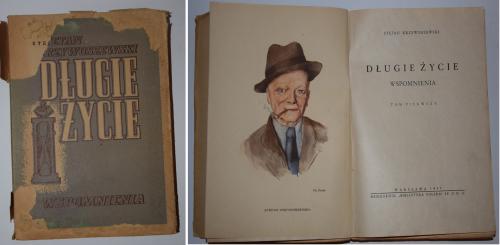 STEFAN
KRZYWOSZEWSKI
DŁUGIE
ŻYCIE
WSPOMNIENIA
STEFAN KRZYWOSZEWSKI
DŁUGIE ŻYCIE
WSPOMNIENIA
TOM PIERWSZY
WARSZAWA
STEFAN KRZYWOSZEWSKI